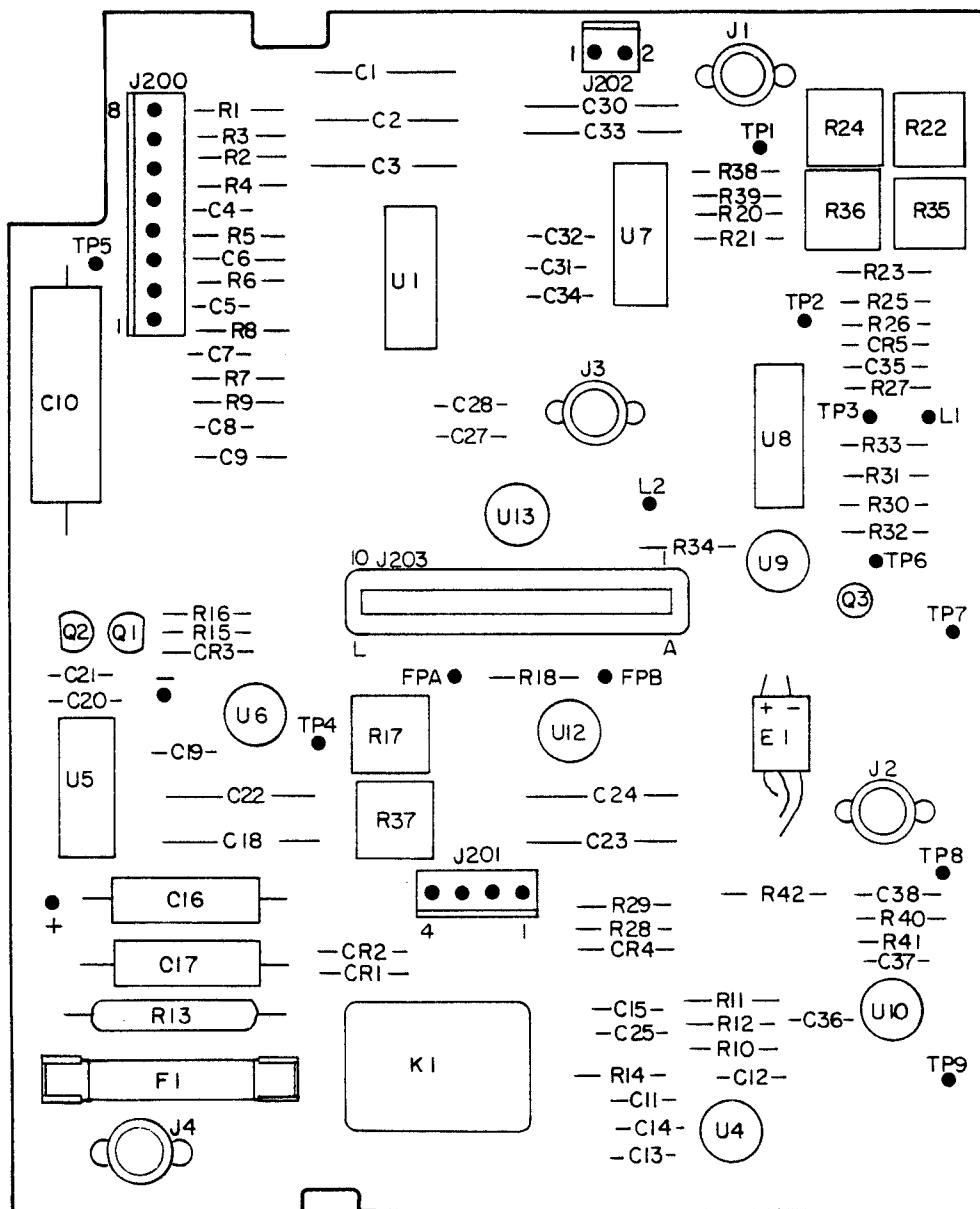 J1
1 2
J202
C1
J200
8
R1
C30
C2
R3
C33
TP1
R24
R22
R2
C3
R38
R4
R39
C4
R20
R36
R35
R5
C32
U7
R21
TP5
C6
C31
R23
R6
U1
C34
C5
TP2
R25
1
R8
R26
C7
CR5
J3
C35
R7
R27
C10
R9
C28
TP3
L1
C8
C27
U8
R33
C9
R31
L2
R30
U13
R32
10 J203 1
R34
U9
TP6
Q3
R16
TP7
Q2
Q1
R15
CR3
L A
C21
-
FPA
R18
FPB
C20
U6
TP4
+ -
R17
U12
E1
U5
C19
J2
C22
C24
R37
C18
C23
J201
TP8
C16
R42
C38
+
4 1
R29
R40
R28
CR2
CR4
R41
C17
CR1
C37
R11
R13
C15
R12
C36
U10
C25
K1
R10
F1
R14
C12
TP9
C11
J4
C14
U4
C13